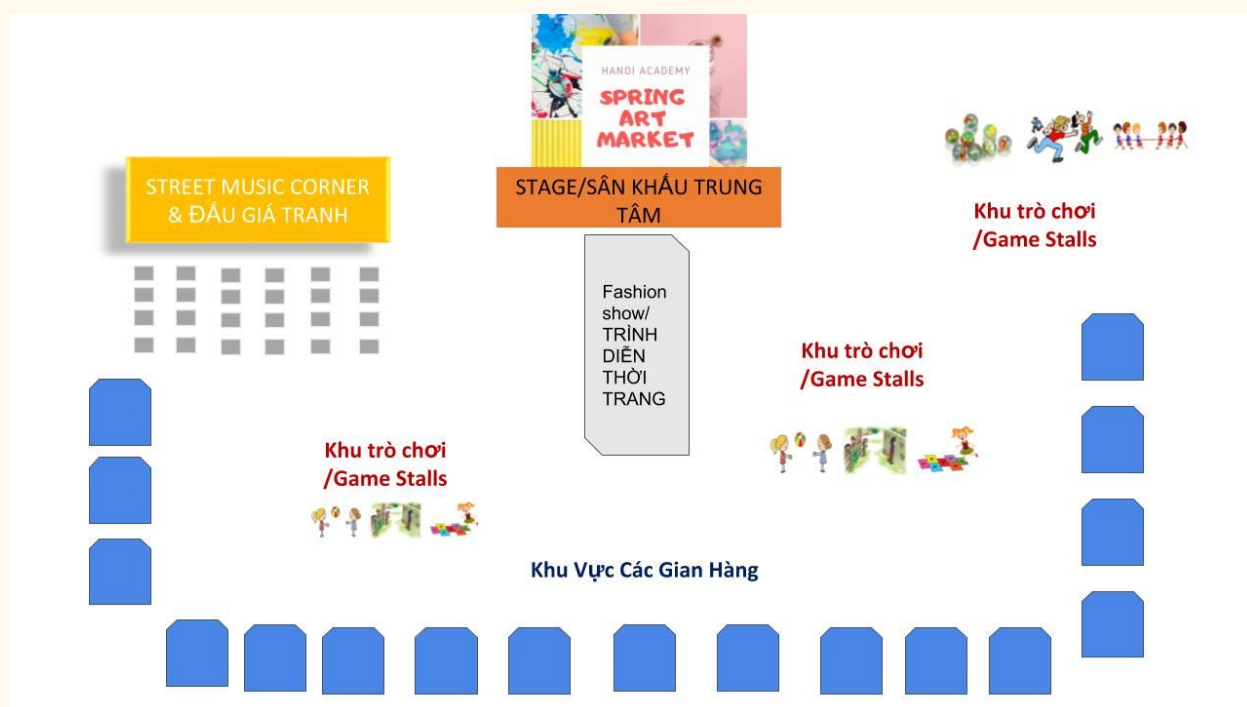 HANOI ACADEMY
SPRING
ART
MARKET
STREET MUSIC CORNER
& ĐẤU GIÁ TRANH
STAGE/SÂN KHẤU TRUNG
TÂM
Khu trò chơi
/Game Stalls
Fashion
show/
TRÌNH
DIỄN
THỜI
TRANG
Khu trò chơi
/Game Stalls
Khu trò chơi
/Game Stalls
Khu Vực Các Gian Hàng